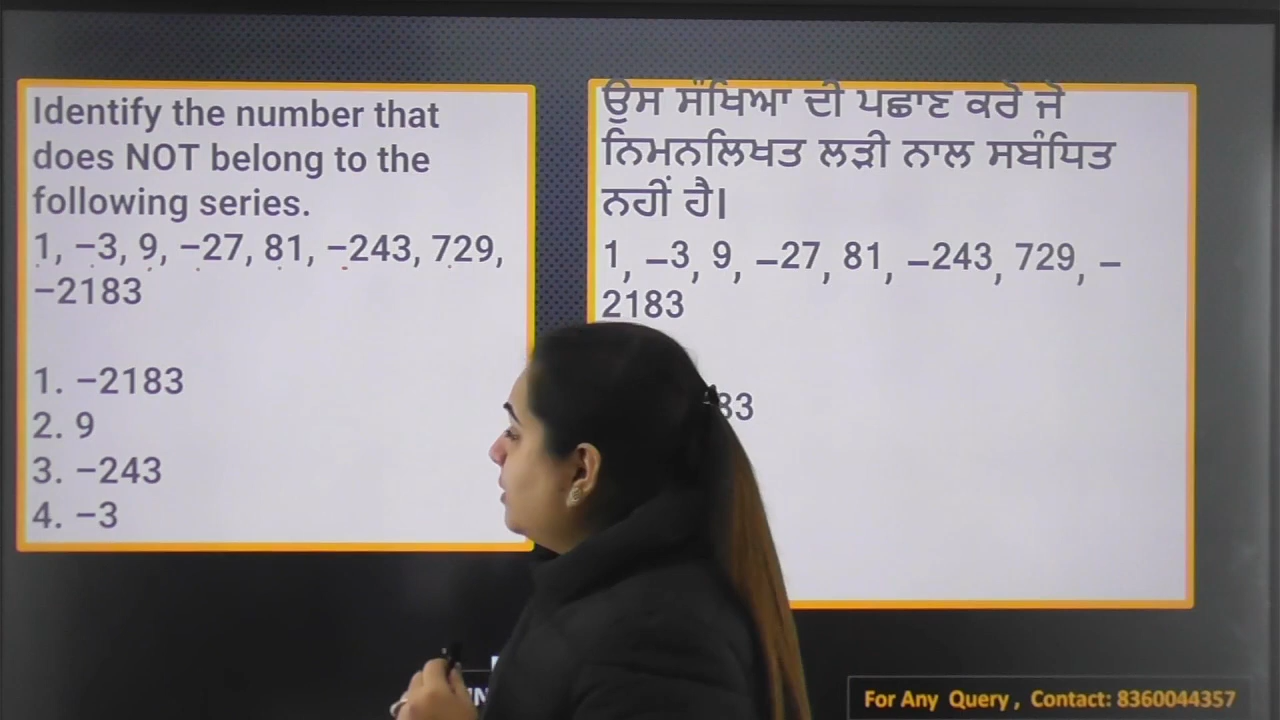 Identify the number that
does NOT belong to the
following series.
1, −3, 9, −27, 81, −243, 729,
−2183
1. −2183
2. 9
3. −243
4. −3
ਉਸ ਸੰਖਿਆ ਦੀ ਪਛਾਣ ਕਰੋ ਜੋ
ਨਿਮਨਲਿਖਤ ਲੜੀ ਨਾਲ ਸਬੰਧਿਤ
ਨਹੀਂ ਹੈ।
1, −3, 9, −27, 81, −243, 729, −
2183
83
For Any Query , Contact: 8360044357